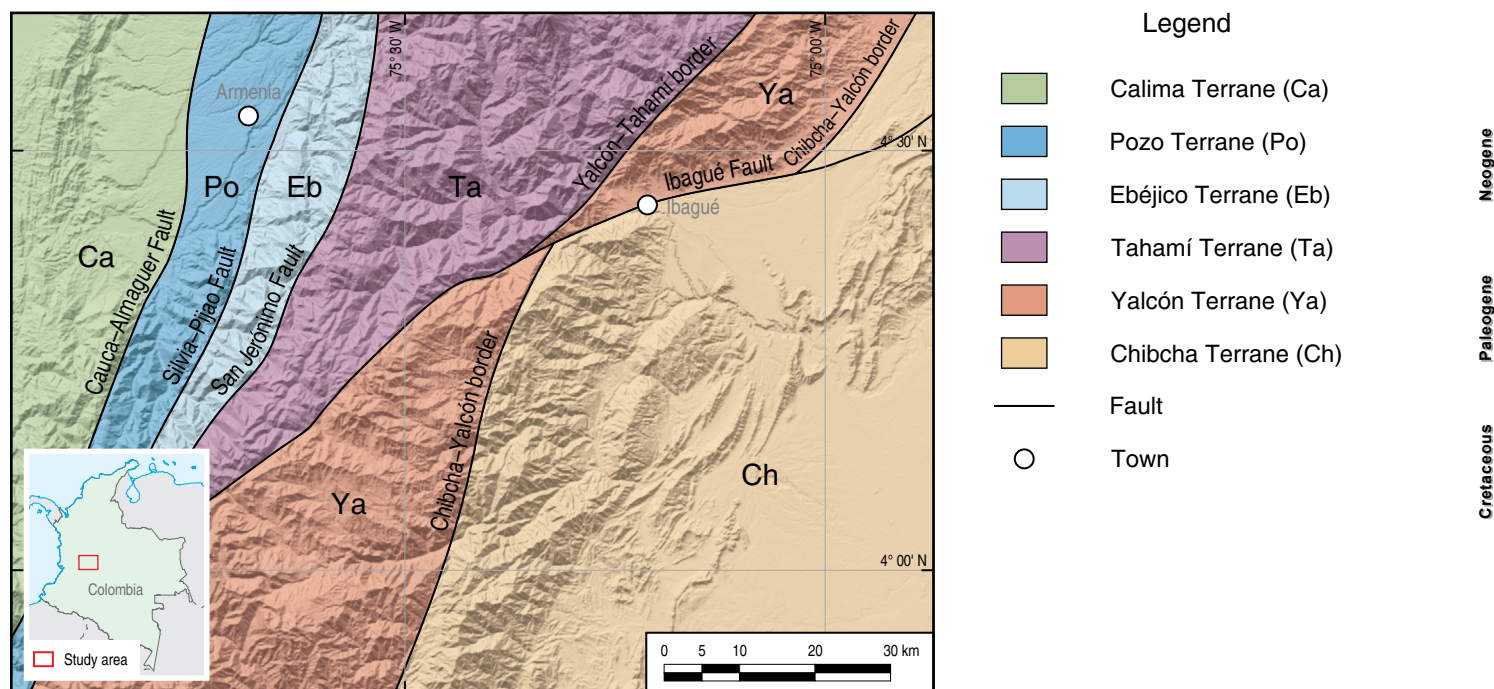 75° 30' W
75° 00' W
Armenia
Yalcón–Tahamí border
Ya
Chibcha–Yalcón border
4° 30' N
Po
Eb
Ta
Ibagué Fault
Ibagué
Ca
Cauca–Almaguer Fault
Silvia–Pijao Fault
San Jerónimo Fault
Chibcha–Yalcón border
Ya
Ch
4° 00' N
Colombia
Study area
0 5 10 20 30 km
Legend
Calima Terrane (Ca)
Pozo Terrane (Po)
Ebéjico Terrane (Eb)
Tahamí Terrane (Ta)
Yalcón Terrane (Ya)
Chibcha Terrane (Ch)
Fault
Town
Neogene
Paleogene
Cretaceous